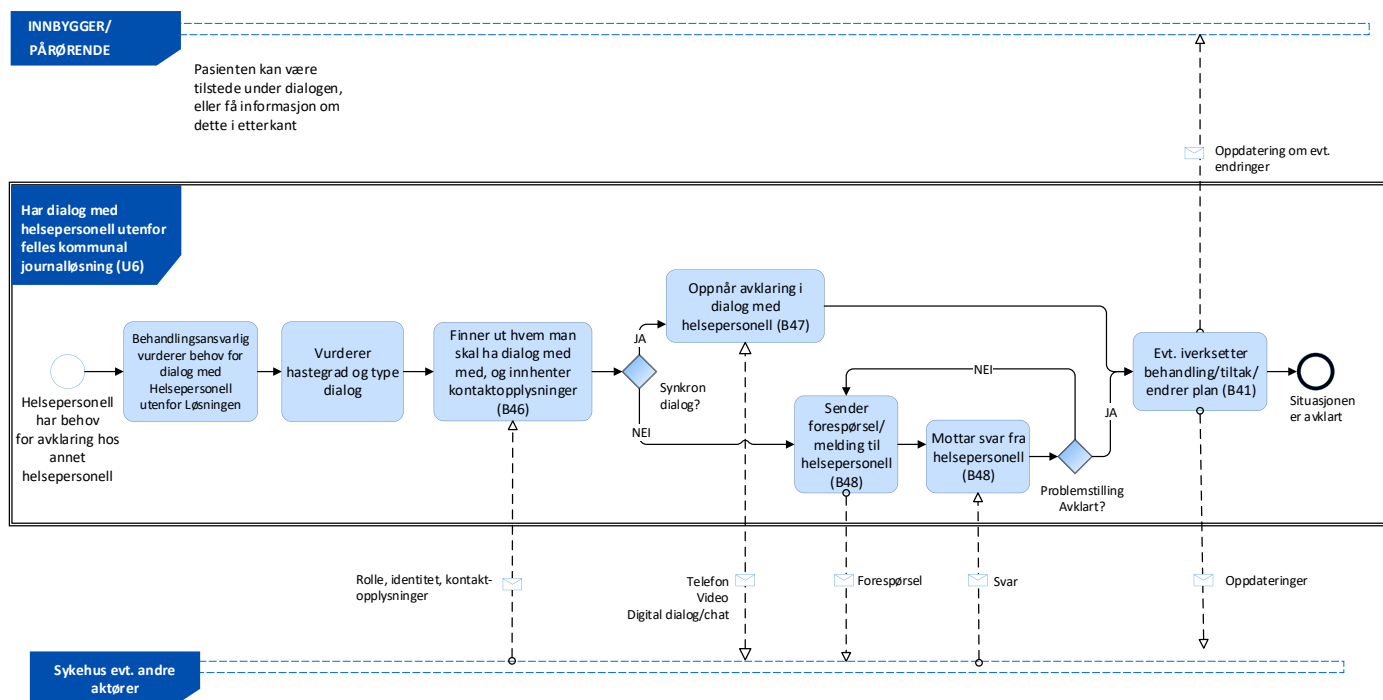 INNBYGGER/
PÅRØRENDE
Pasienten kan være
tilstede under dialogen,
eller få informasjon om
dette i etterkant
Oppdatering om evt.
endringer
Har dialog med
helsepersonell utenfor
felles kommunal
journalløsning (U6)
Helsepersonell
har behov
for avklaring hos
annet
helsepersonell
Behandlingsansvarlig
vurderer behov for
dialog med
Helsepersonell
utenfor Løsningen
Vurderer
hastegrad og type
dialog
Finner ut hvem man
skal ha dialog med
med, og innhenter
kontaktopplysninger
(B46)
JA
Synkron
dialog?
NEI
Oppnår avklaring i
dialog med
helsepersonell (B47)
Sender
forespørsel/
melding til
helsepersonell
(B48)
Mottar svar fra
helsepersonell
(B48)
NEI
JA
Problemstilling
Avklart?
Evt. iverksetter
behandling/tiltak/
endrer plan (B41)
Situasjonen
er avklart
Rolle, identitet, kontakt-
opplysninger
Telefon
Video
Digital dialog/chat
Forespørsel
Svar
Oppdateringer
Sykehus evt. andre
aktører